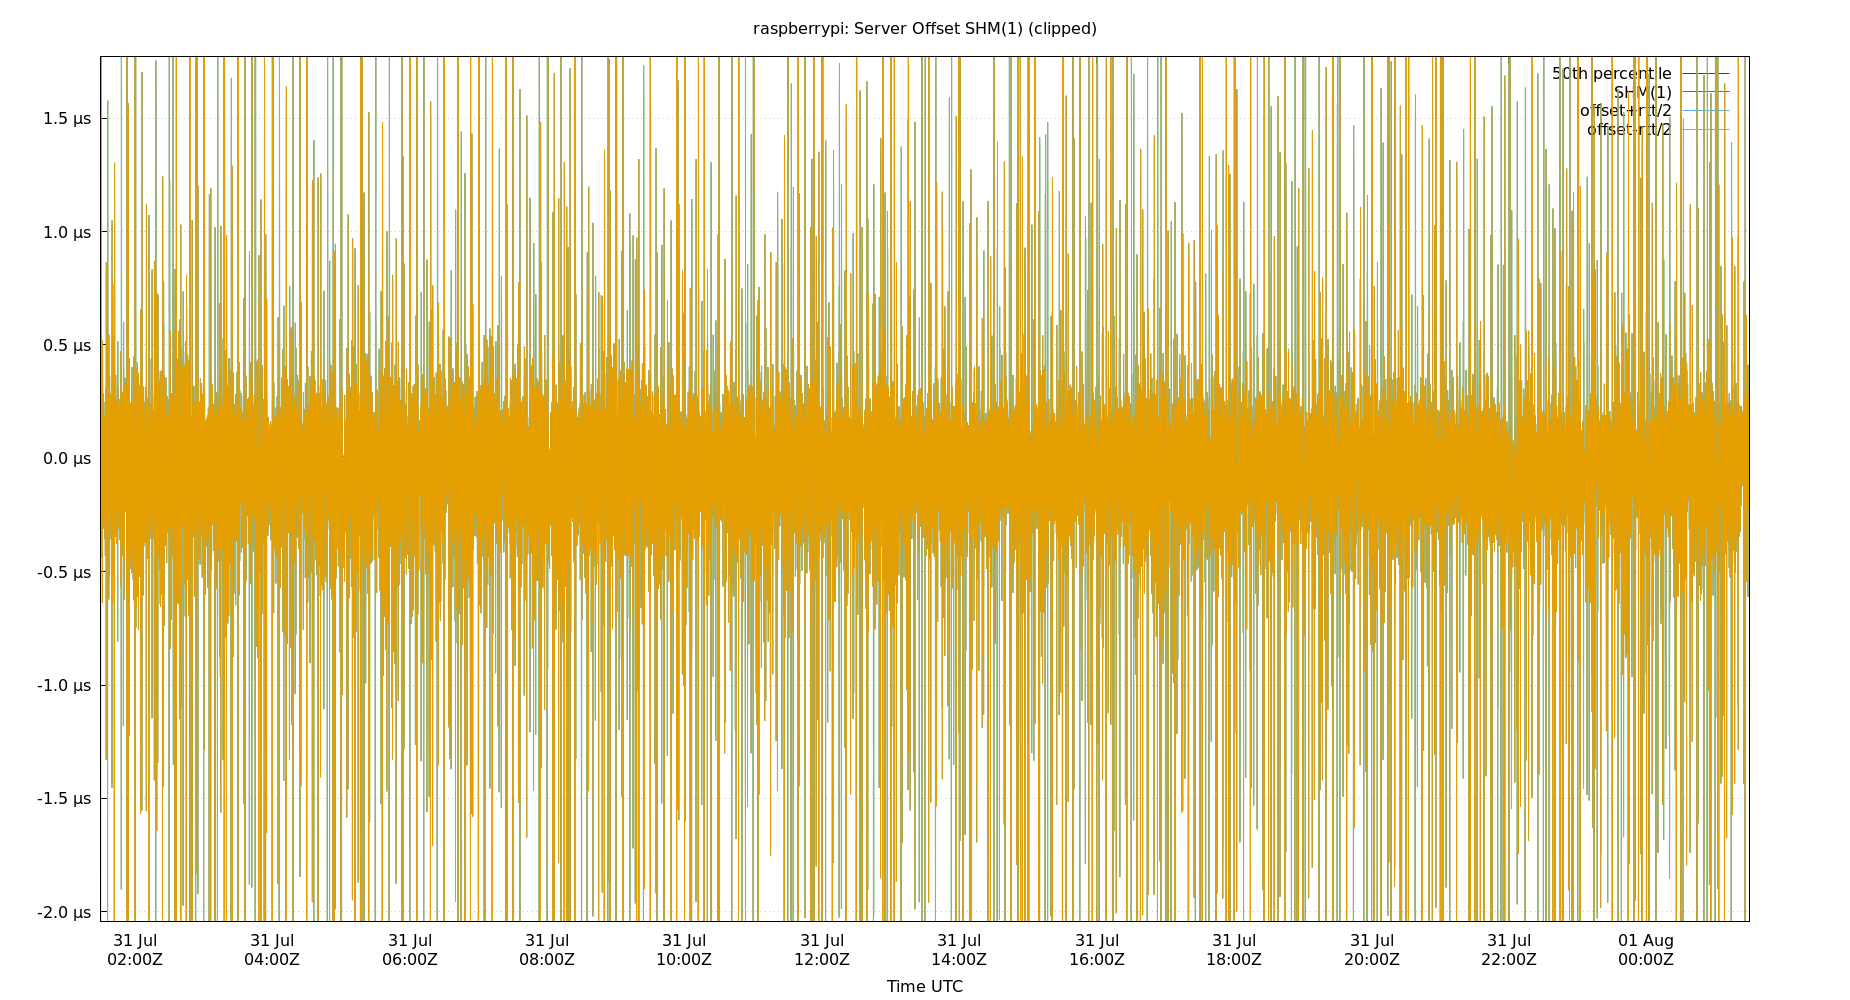 raspberrypi: Server Offset SHM(1) (clipped)
50th percentile
SHM(1)
offset+rtt/2
offset-rtt/2
1.5 µs
1.0 µs
0.5 µs
0.0 µs
-0.5 µs
-1.0 µs
-1.5 µs
-2.0 µs
31 Jul 31 Jul 31 Jul 31 Jul 31 Jul 31 Jul 31 Jul 31 Jul 31 Jul 31 Jul 31 Jul 01 Aug
02:00Z 04:00Z 06:00Z 08:00Z 10:00Z 12:00Z 14:00Z 16:00Z 18:00Z 20:00Z 22:00Z 00:00Z
Time UTC